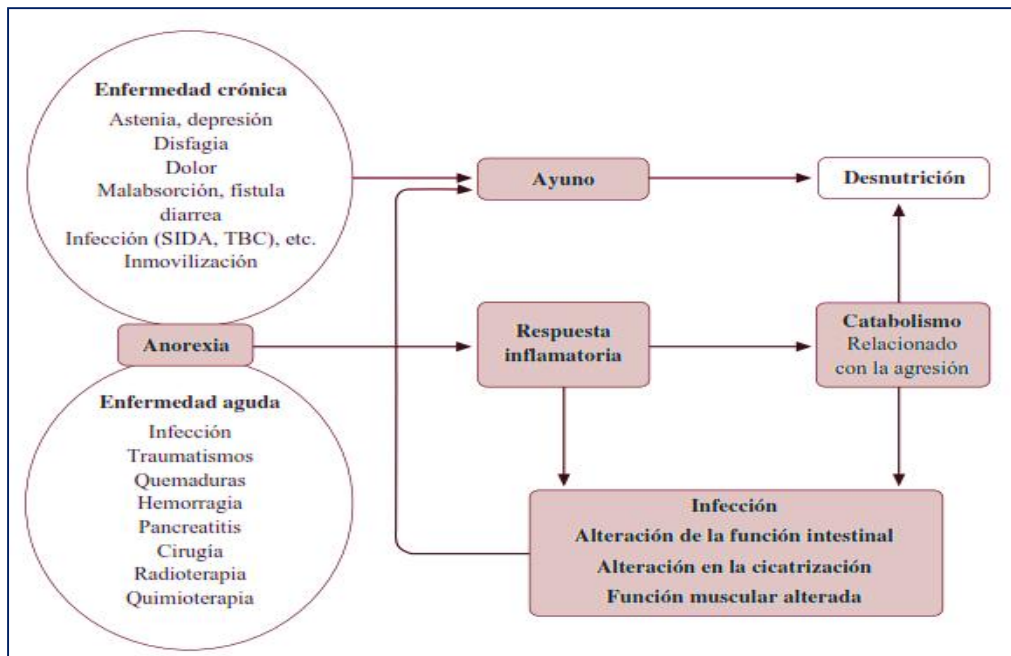 Enfermedad crónica
Astenia, depresión
Disfagia
Dolor
Malabsorción, fístula
diarrea
Infección (SIDA, TBC), etc.
Inmovilización
Ayuno
Desnutrición
Anorexia
Respuesta
inflamatoria
Catabolismo
Relacionado
con la agresión
Enfermedad aguda
Infección
Traumatismos
Quemaduras
Hemorragia
Pancreatitis
Cirugía
Radioterapia
Quimioterapia
Infección
Alteración de la función intestinal
Alteración en la cicatrización
Función muscular alterada